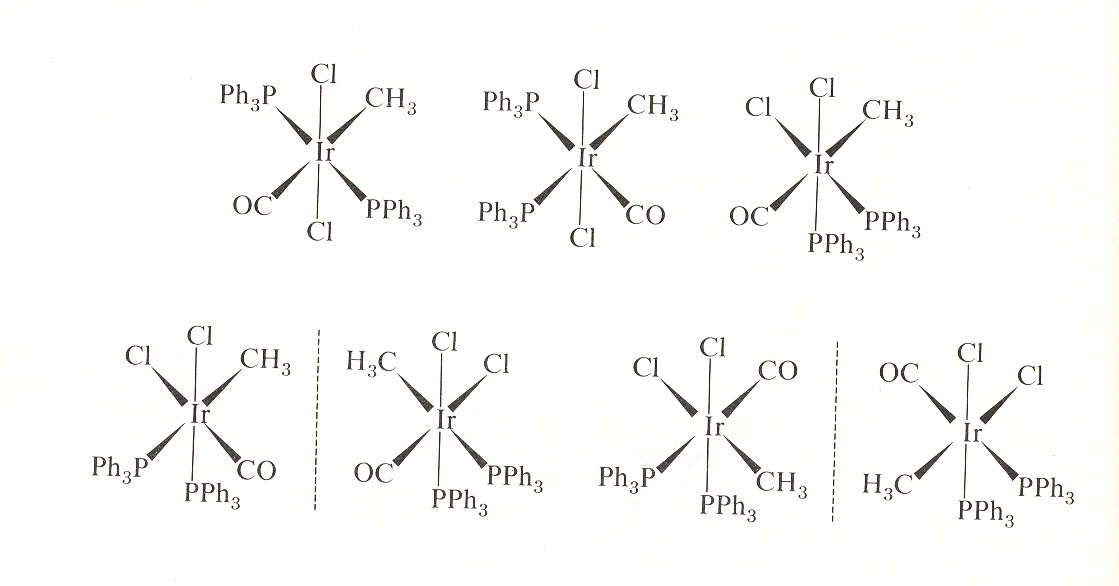 Cl
Ph3P CH3
Ir
OC PPh3
Cl
Cl
Ph3P CH3
Ir
Ph3P CO
Cl
Cl
Cl CH3
Ir
OC PPh3
PPh3
Cl
Cl CH3
Ir
Ph3P CO
PPh3
Cl
H3C Cl
Ir
OC PPh3
PPh3
Cl
Cl CO
Ir
Ph3P CH3
PPh3
Cl
OC Cl
Ir
H3C PPh3
PPh3